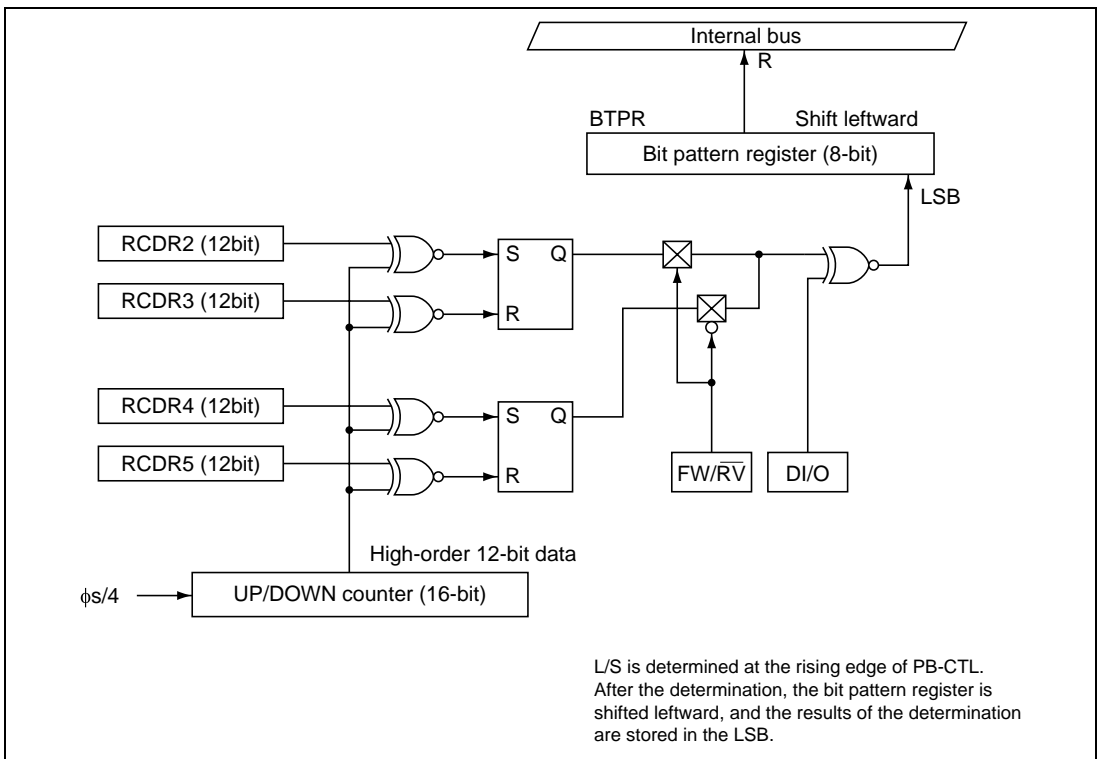 Internal bus
R
BTPR Shift leftward
Bit pattern register (8-bit)
LSB
RCDR2 (12bit)
S Q
RCDR3 (12bit)
R
RCDR4 (12bit)
S Q
RCDR5 (12bit)
R
FW/R̅V̅ DI/O
High-order 12-bit data
ϕs/4
UP/DOWN counter (16-bit)
L/S is determined at the rising edge of PB-CTL.
After the determination, the bit pattern register is
shifted leftward, and the results of the determination
are stored in the LSB.